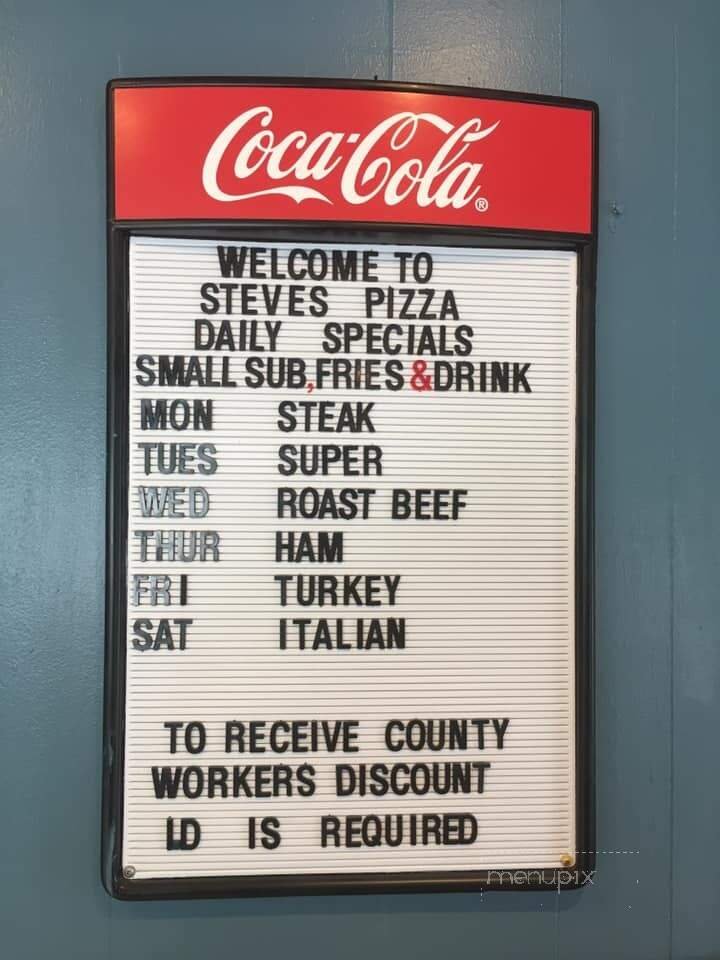 Coca-Cola®
WELCOME TO
STEVES PIZZA
DAILY SPECIALS
SMALL SUB,FRIES&DRINK
MON STEAK
TUES SUPER
WED ROAST BEEF
THUR HAM
FRI TURKEY
SAT ITALIAN
TO RECEIVE COUNTY
WORKERS DISCOUNT
I.D IS REQUIRED
menupix